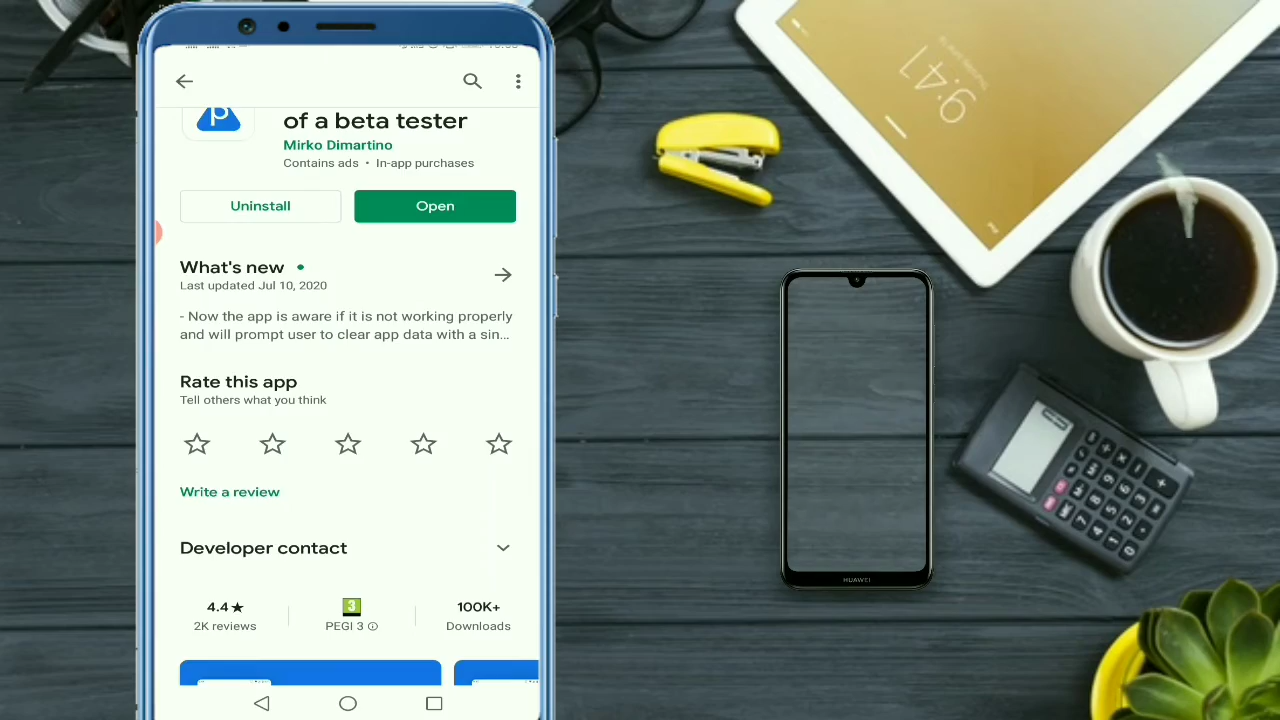 of a beta tester
Mirko Dimartino
Contains ads • In-app purchases
Uninstall
Open
What's new
Last updated Jul 10, 2020
- Now the app is aware if it is not working properly
and will prompt user to clear app data with a sin...
Rate this app
Tell others what you think
Write a review
Developer contact
4.4★
2K reviews
3
PEGI 3
100K+
Downloads
9:41
HUAWEI